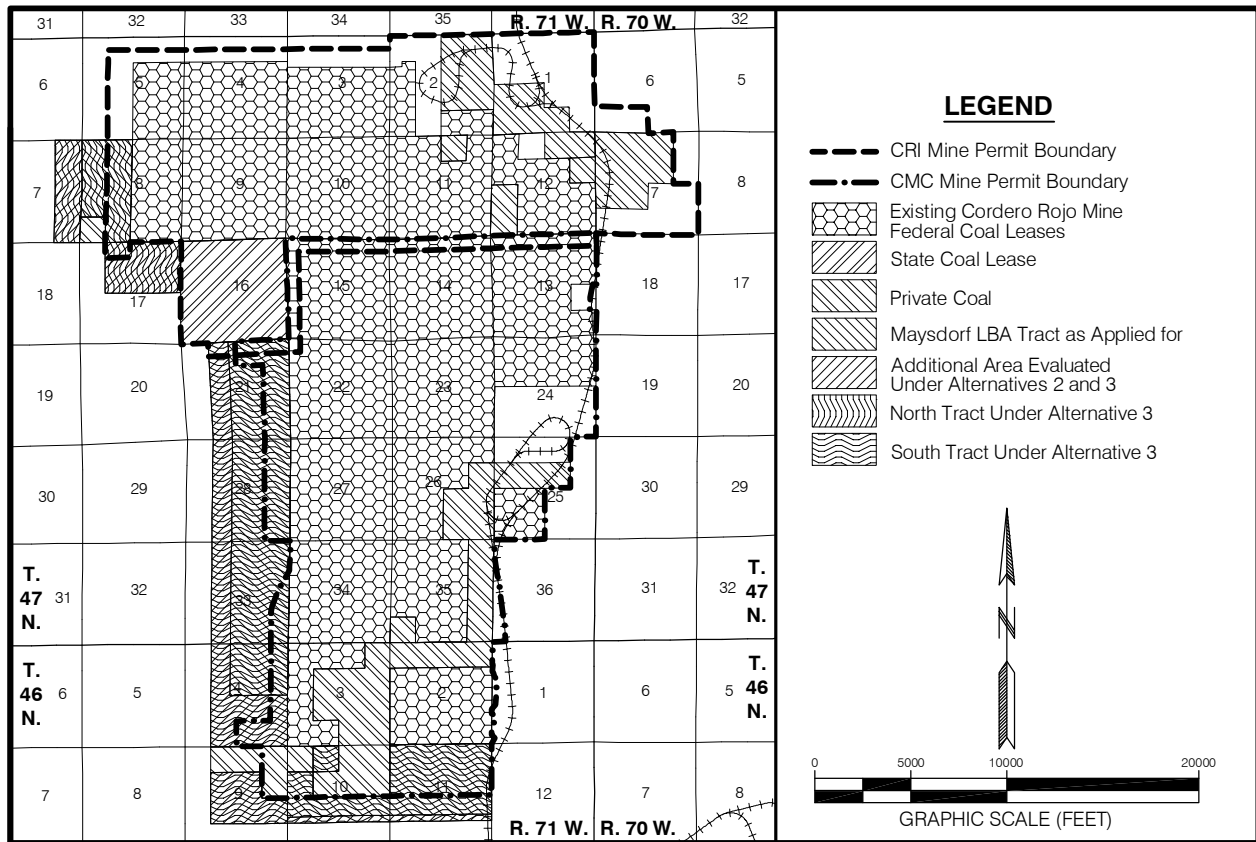 31 32 33 34 35 R. 71 W. R. 70 W. 32
6 5 4 3 2 1 6 5
7 8 9 10 11 12 7 8
18 17 16 15 14 13 18 17
19 20 21 22 23 24 19 20
30 29 28 27 26 25 30 29
T. 47 N. 31 32 33 34 35 36 31 32 T. 47 N.
T. 46 N. 6 5 4 3 2 1 6 5 T. 46 N.
7 8 9 10 11 12 7 8
R. 71 W. R. 70 W.
LEGEND
CRI Mine Permit Boundary
CMC Mine Permit Boundary
Existing Cordero Rojo Mine
Federal Coal Leases
State Coal Lease
Private Coal
Maysdorf LBA Tract as Applied for
Additional Area Evaluated
Under Alternatives 2 and 3
North Tract Under Alternative 3
South Tract Under Alternative 3
N
0 5000 10000 20000
GRAPHIC SCALE (FEET)